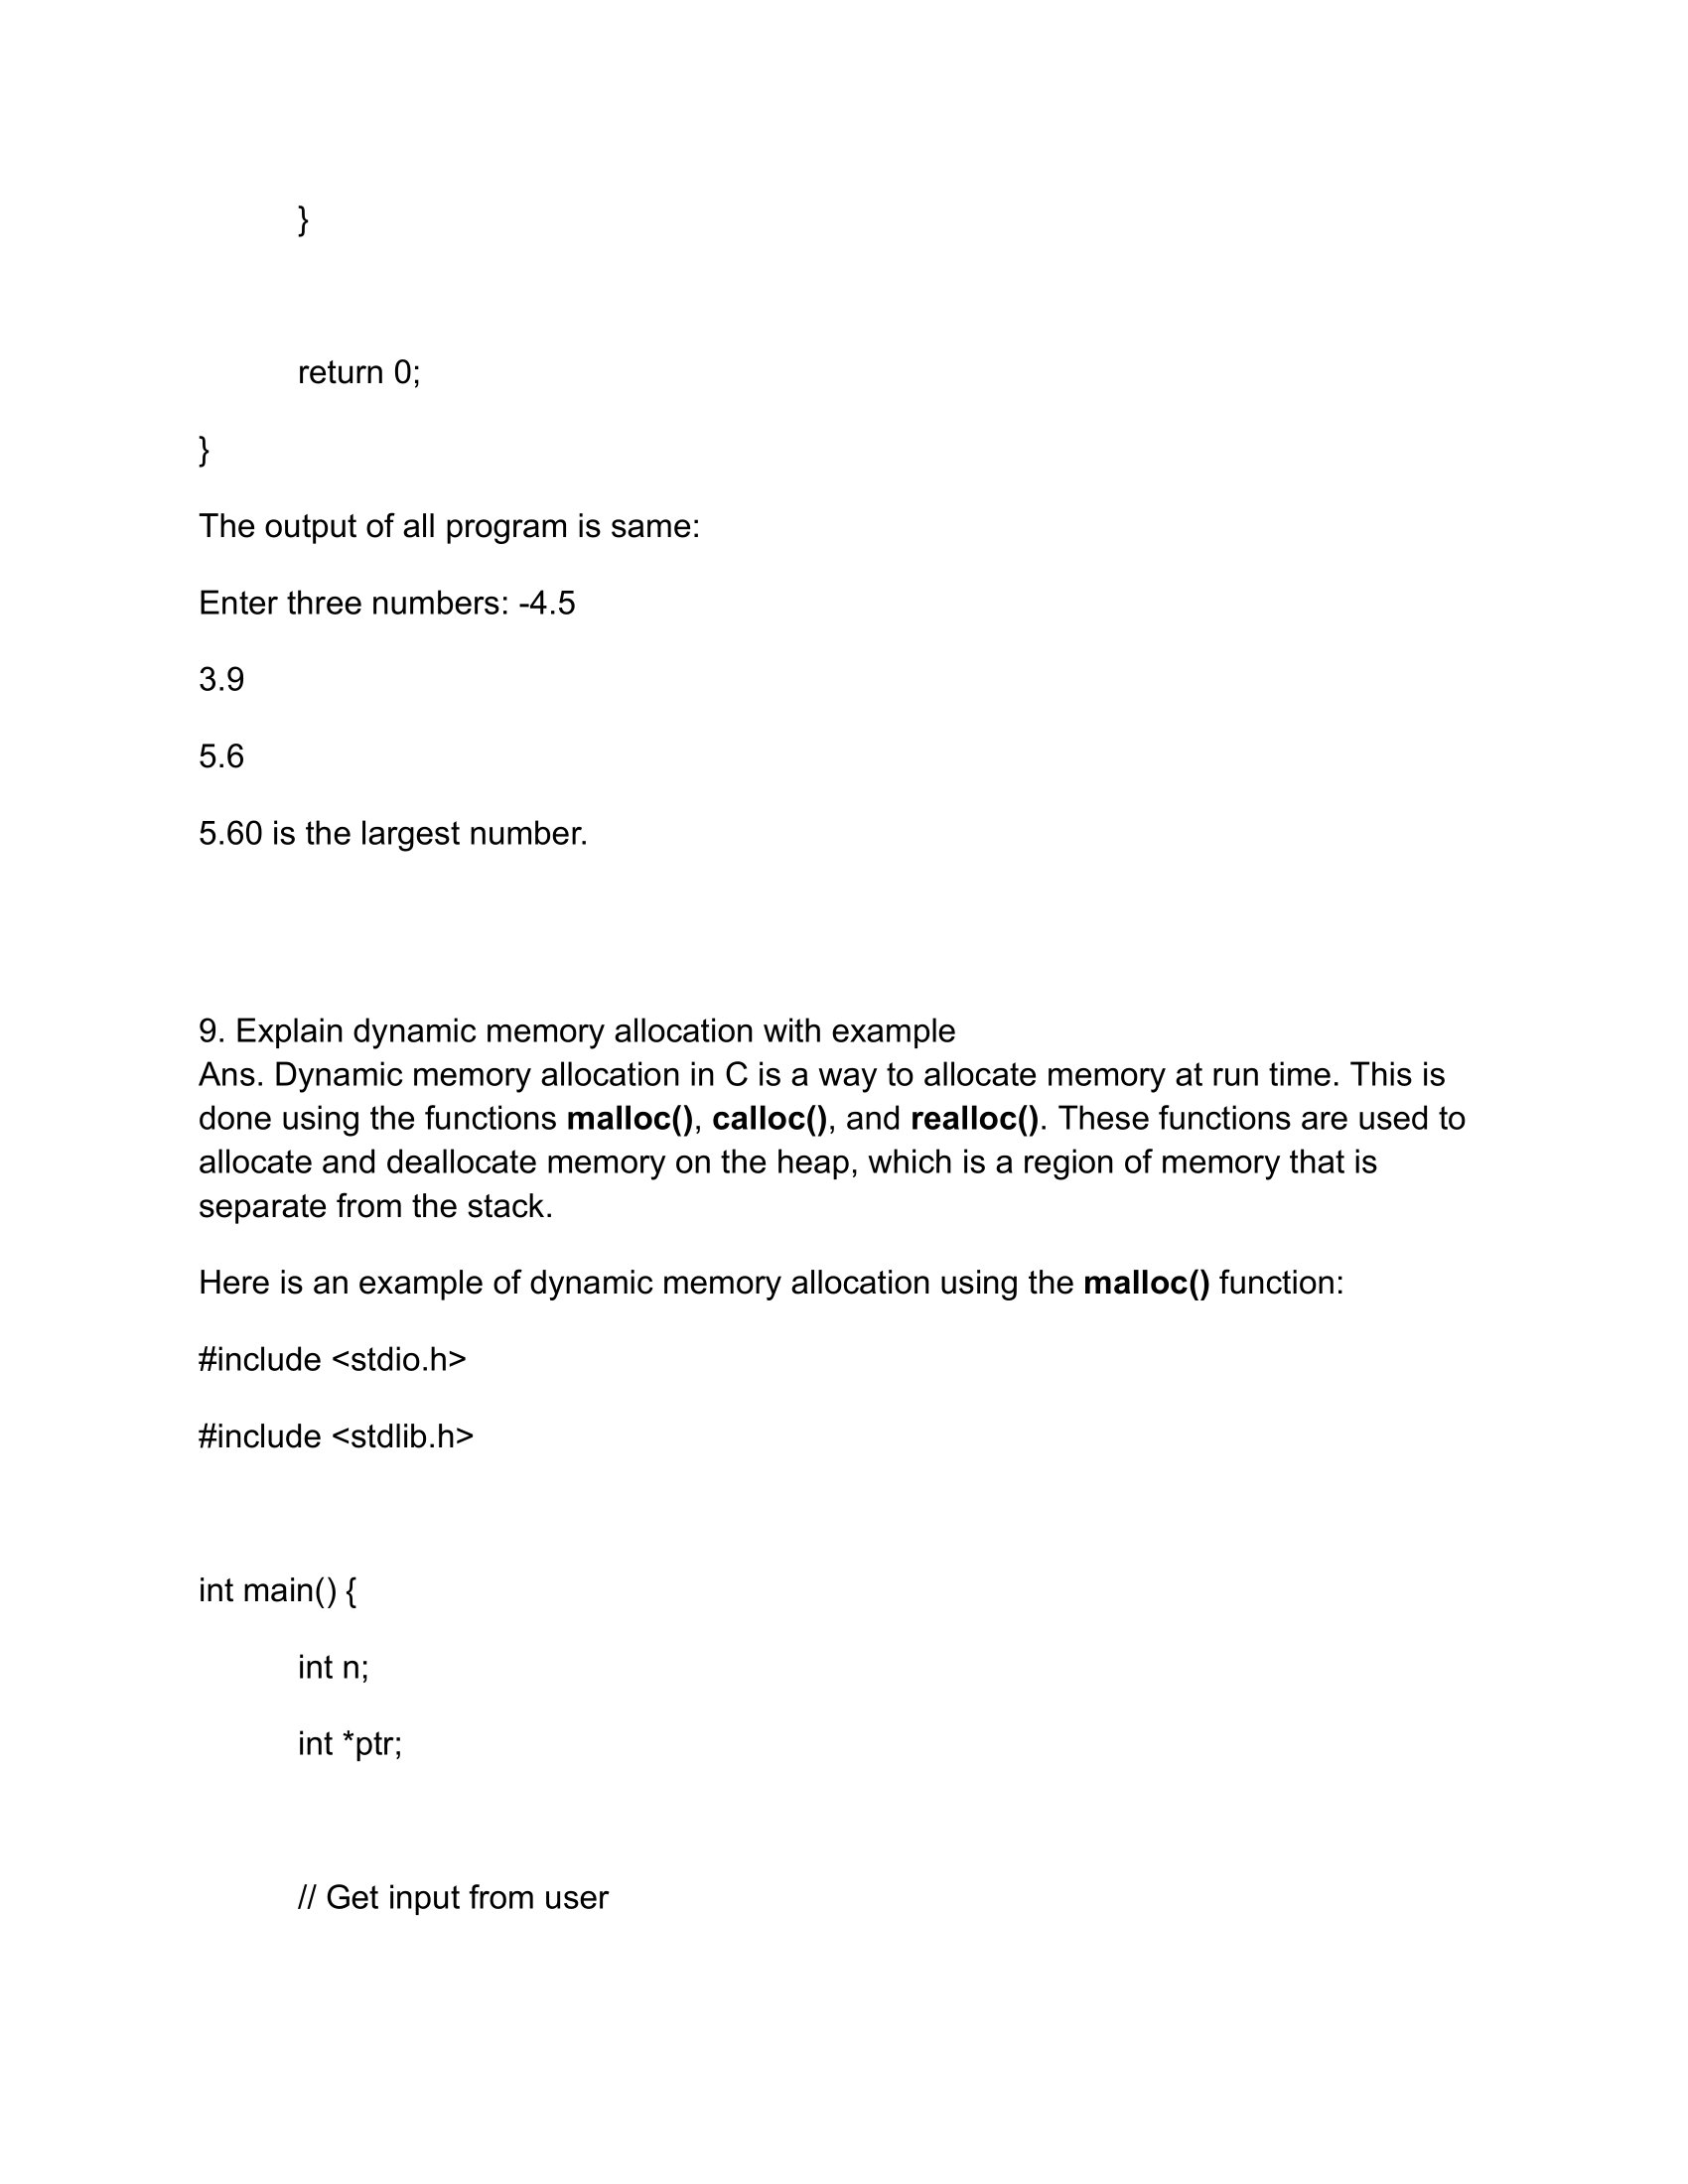 }
return 0;
}
The output of all program is same:
Enter three numbers: -4.5
3.9
5.6
5.60 is the largest number.
9. Explain dynamic memory allocation with example
Ans. Dynamic memory allocation in C is a way to allocate memory at run time. This is
done using the functions malloc(), calloc(), and realloc(). These functions are used to
allocate and deallocate memory on the heap, which is a region of memory that is
separate from the stack.
Here is an example of dynamic memory allocation using the malloc() function:
#include <stdio.h>
#include <stdlib.h>
int main() {
int n;
int *ptr;
// Get input from user